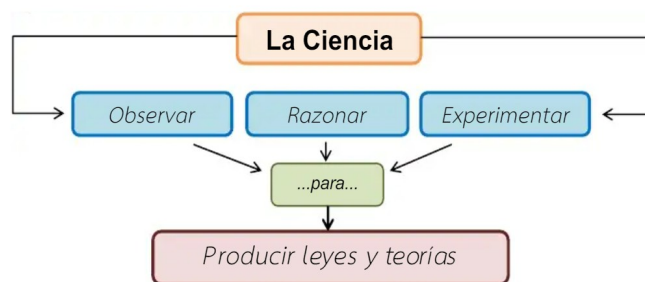 La Ciencia
Observar
Razonar
Experimentar
...para...
Producir leyes y teorías